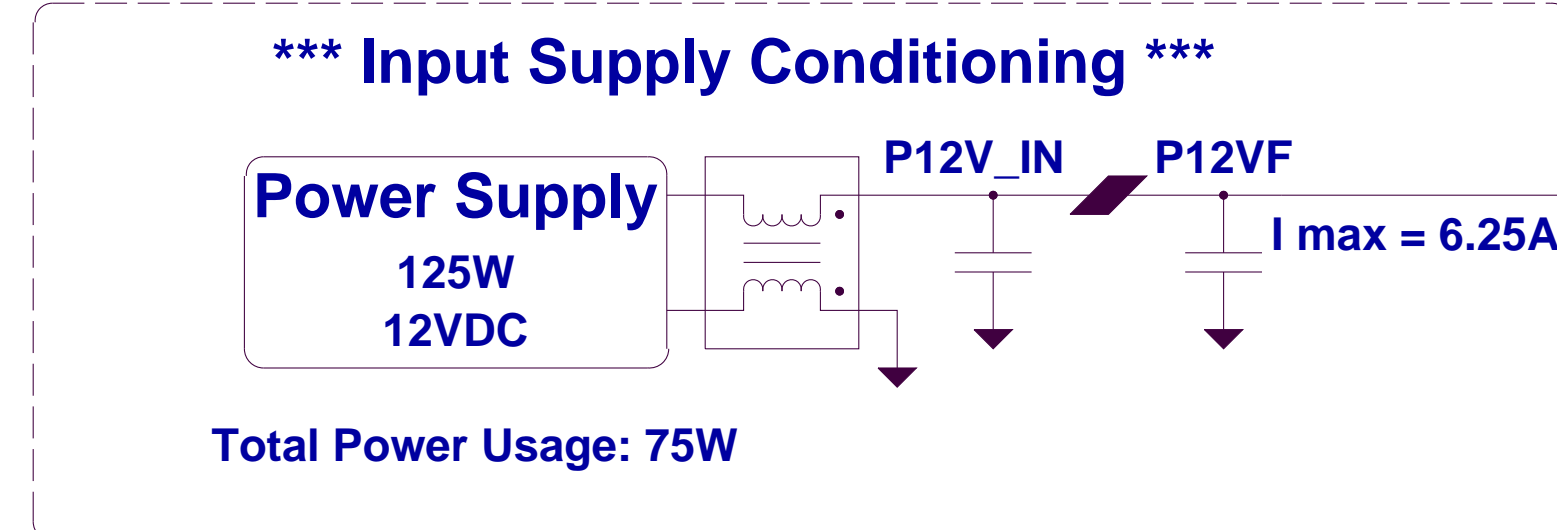 *** Input Supply Conditioning ***
P12V_IN
P12VF
Power Supply
I max = 6.25A
125W
12VDC
Total Power Usage: 75W